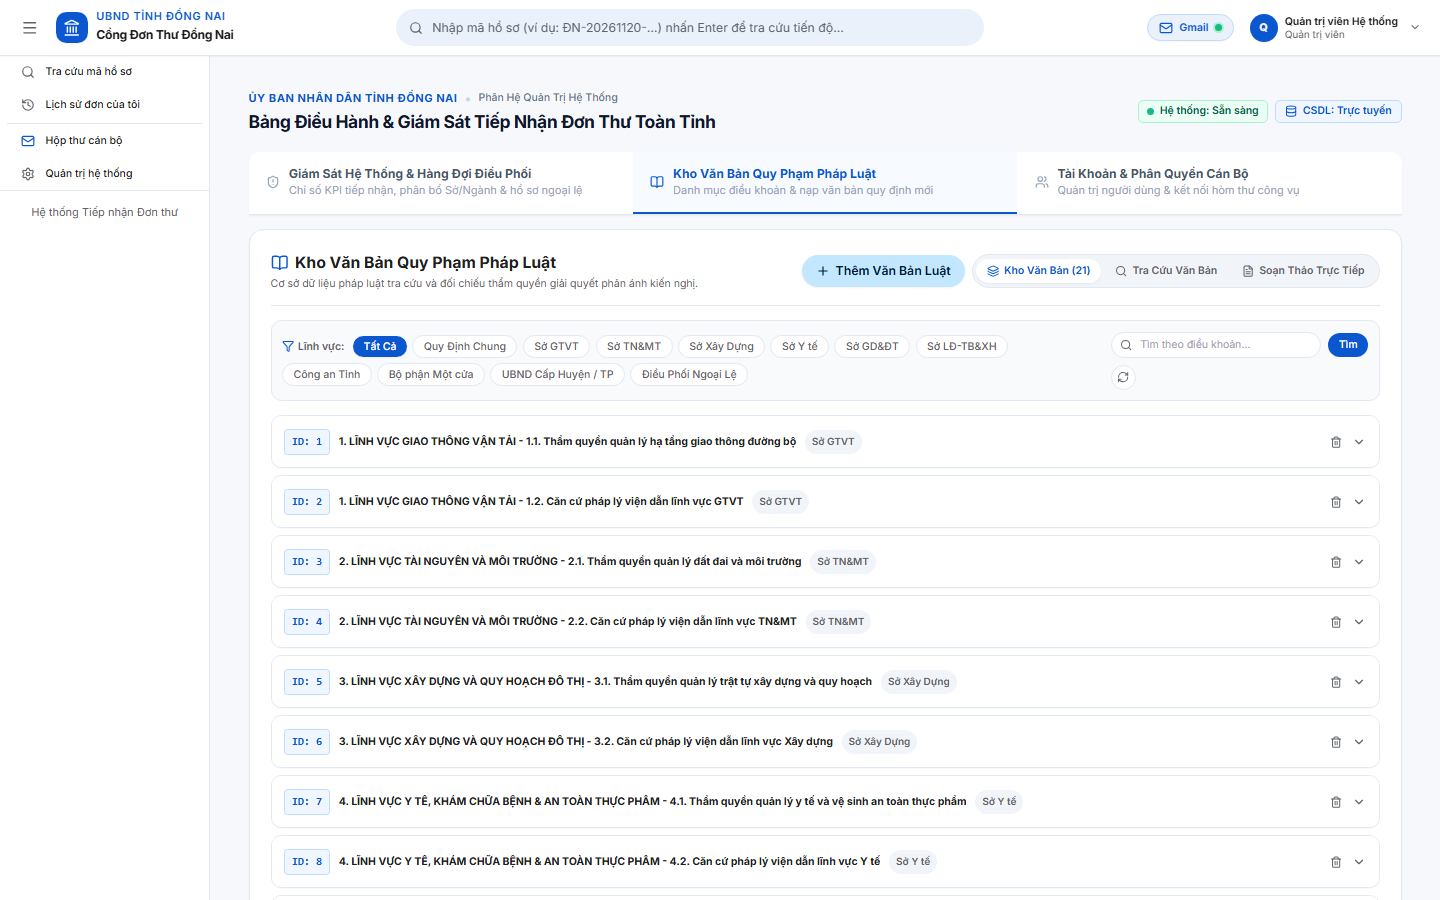 UBND TỈNH ĐỒNG NAI
Cổng Đơn Thư Đồng Nai
Nhập mã hồ sơ (ví dụ: ĐN-20261120-...) nhấn Enter để tra cứu tiến độ...
Gmail
Q
Quản trị viên Hệ thống
Quản trị viên
Tra cứu mã hồ sơ
Lịch sử đơn của tôi
Hộp thư cán bộ
Quản trị hệ thống
Hệ thống Tiếp nhận Đơn thư
ỦY BAN NHÂN DÂN TỈNH ĐỒNG NAI
Phân Hệ Quản Trị Hệ Thống
Bảng Điều Hành & Giám Sát Tiếp Nhận Đơn Thư Toàn Tỉnh
Hệ thống: Sẵn sàng
CSDL: Trực tuyến
Giám Sát Hệ Thống & Hàng Đợi Điều Phối
Chỉ số KPI tiếp nhận, phân bổ Sở/Ngành & hồ sơ ngoại lệ
Kho Văn Bản Quy Phạm Pháp Luật
Danh mục điều khoản & nạp văn bản quy định mới
Tài Khoản & Phân Quyền Cán Bộ
Quản trị người dùng & kết nối hòm thư công vụ
Kho Văn Bản Quy Phạm Pháp Luật
Cơ sở dữ liệu pháp luật tra cứu và đối chiếu thẩm quyền giải quyết phản ánh kiến nghị.
Thêm Văn Bản Luật
Kho Văn Bản (21)
Tra Cứu Văn Bản
Soạn Thảo Trực Tiếp
Lĩnh vực:
Tất Cả
Quy Định Chung
Sở GTVT
Sở TN&MT
Sở Xây Dựng
Sở Y tế
Sở GD&ĐT
Sở LĐ-TB&XH
Công an Tỉnh
Bộ phận Một cửa
UBND Cấp Huyện / TP
Điều Phối Ngoại Lệ
Tìm theo điều khoản...
Tìm
ID: 1 1. LĨNH VỰC GIAO THÔNG VẬN TẢI - 1.1. Thẩm quyền quản lý hạ tầng giao thông đường bộ Sở GTVT
ID: 2 1. LĨNH VỰC GIAO THÔNG VẬN TẢI - 1.2. Căn cứ pháp lý viện dẫn lĩnh vực GTVT Sở GTVT
ID: 3 2. LĨNH VỰC TÀI NGUYÊN VÀ MÔI TRƯỜNG - 2.1. Thẩm quyền quản lý đất đai và môi trường Sở TN&MT
ID: 4 2. LĨNH VỰC TÀI NGUYÊN VÀ MÔI TRƯỜNG - 2.2. Căn cứ pháp lý viện dẫn lĩnh vực TN&MT Sở TN&MT
ID: 5 3. LĨNH VỰC XÂY DỰNG VÀ QUY HOẠCH ĐÔ THỊ - 3.1. Thẩm quyền quản lý trật tự xây dựng và quy hoạch Sở Xây Dựng
ID: 6 3. LĨNH VỰC XÂY DỰNG VÀ QUY HOẠCH ĐÔ THỊ - 3.2. Căn cứ pháp lý viện dẫn lĩnh vực Xây dựng Sở Xây Dựng
ID: 7 4. LĨNH VỰC Y TẾ, KHÁM CHỮA BỆNH & AN TOÀN THỰC PHẨM - 4.1. Thẩm quyền quản lý y tế và vệ sinh an toàn thực phẩm Sở Y tế
ID: 8 4. LĨNH VỰC Y TẾ, KHÁM CHỮA BỆNH & AN TOÀN THỰC PHẨM - 4.2. Căn cứ pháp lý viện dẫn lĩnh vực Y tế Sở Y tế